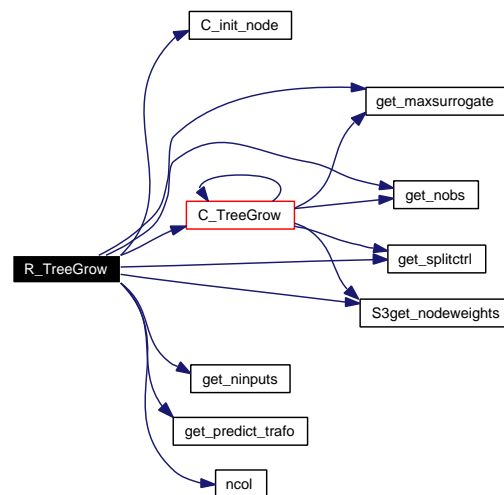 C_init_node
get_maxsurrogate
get_nobs
C_TreeGrow
get_splitctrl
R_TreeGrow
S3get_nodeweights
get_ninputs
get_predict_trafo
ncol